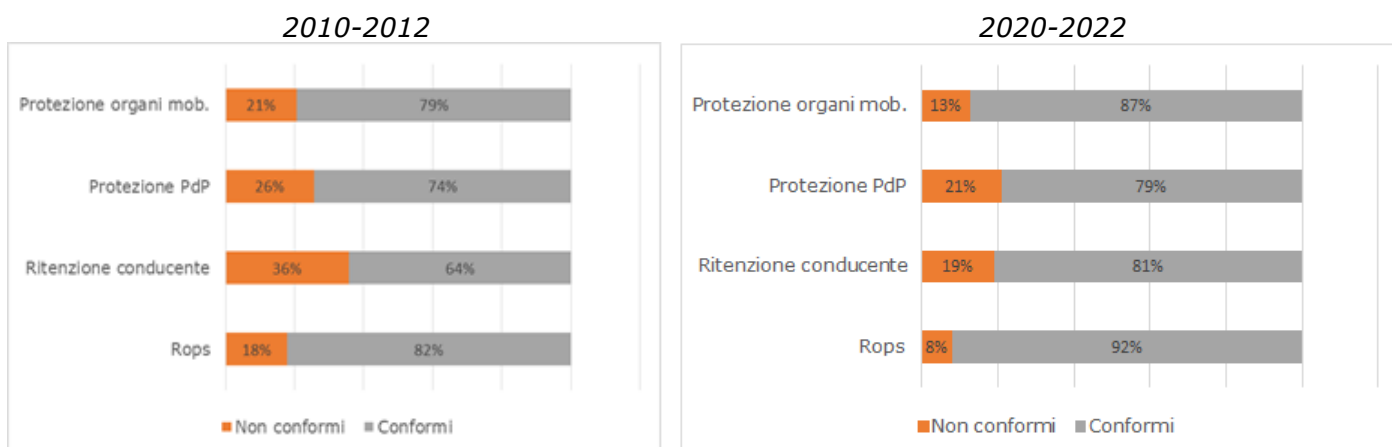 2010-2012
Protezione organi mob. 21% 79%
Protezione PdP 26% 74%
Ritenzione conducente 36% 64%
Rops 18% 82%
Non conformi Conformi
2020-2022
Protezione organi mob. 13% 87%
Protezione PdP 21% 79%
Ritenzione conducente 19% 81%
Rops 8% 92%
Non conformi Conformi